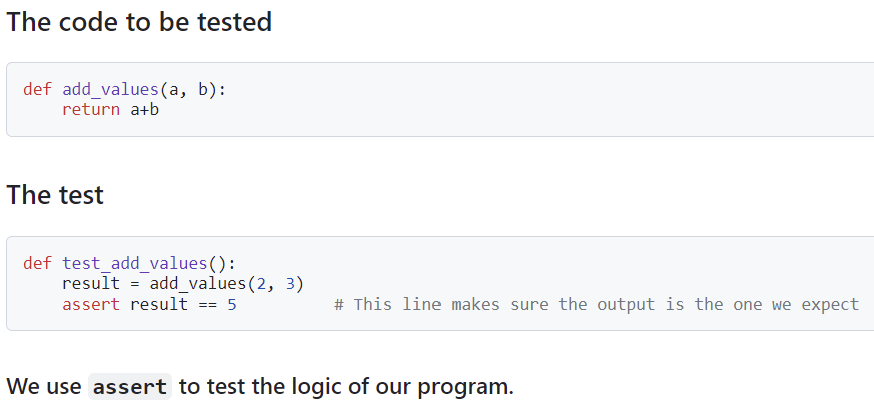 The code to be tested
def add_values(a, b):
    return a+b
The test
def test_add_values():
    result = add_values(2, 3)
    assert result == 5          # This line makes sure the output is the one we expect
We use assert to test the logic of our program.